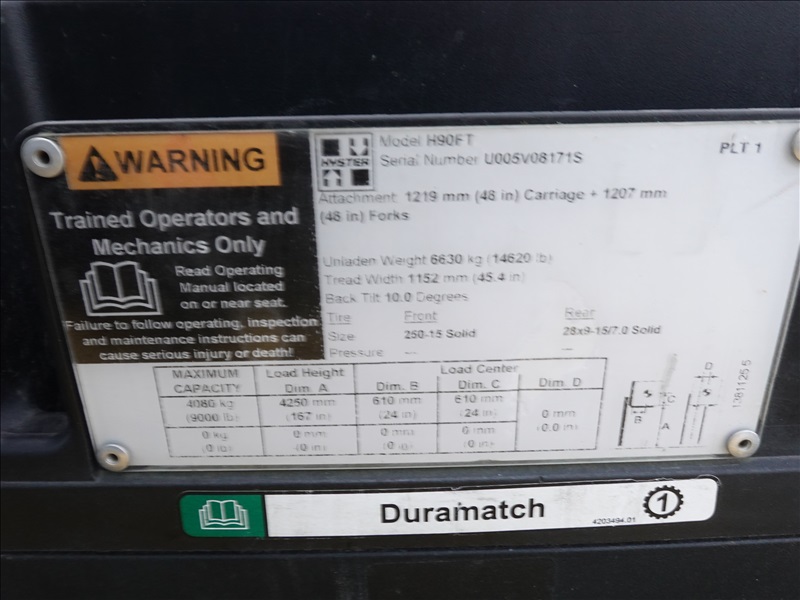 WARNING
Trained Operators and
Mechanics Only
Read Operating
Manual located
on or near seat.
Failure to follow operating, inspection
and maintenance instructions can
cause serious injury or death!
HYSTER
Model H90FT
Serial Number U005V08171S
PLT 1
Attachment 1219 mm (48 in) Carriage + 1207 mm
(48 in) Forks
Unladen Weight 6630 kg (14620 lb)
Tread Width 1152 mm (45.4 in)
Back Tilt 10.0 Degrees
Tire Front Rear
Size 250-15 Solid 28x9-15/7.0 Solid
Pressure --- ---
MAXIMUM CAPACITY Load Height Dim. A Load Center Dim. B Dim. C Dim. D
4080 kg 4250 mm 610 mm 610 mm 0 mm
(9000 lb) (167 in) (24 in) (24 in) (0.0 in)
0 kg 0 mm 0 mm 0 mm
(0 lb) (0 in) (0 in) (0 in)
B C A D
Duramatch
4203494.01
1